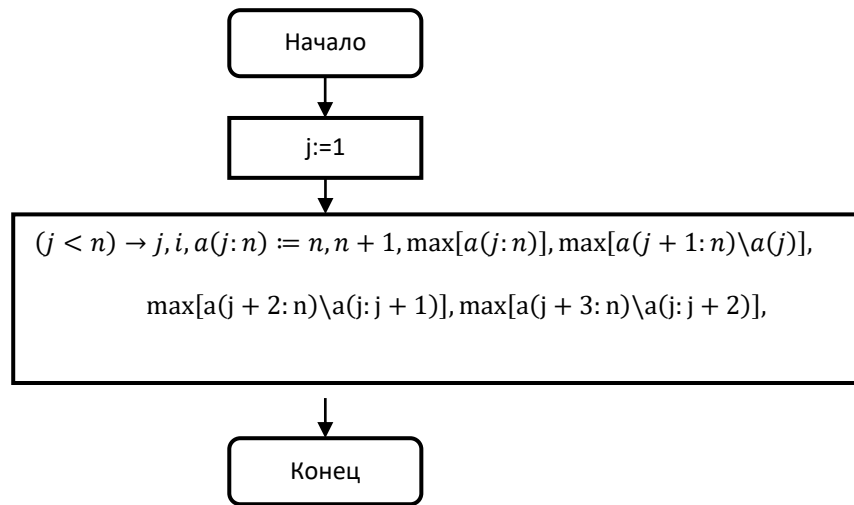 Начало
j:=1
(j < n) → j, i, a(j: n) ≔ n, n + 1, max[a(j: n)], max[a(j + 1: n)\a(j)],
max[a(j + 2: n)\a(j: j + 1)], max[a(j + 3: n)\a(j: j + 2)],
Конец